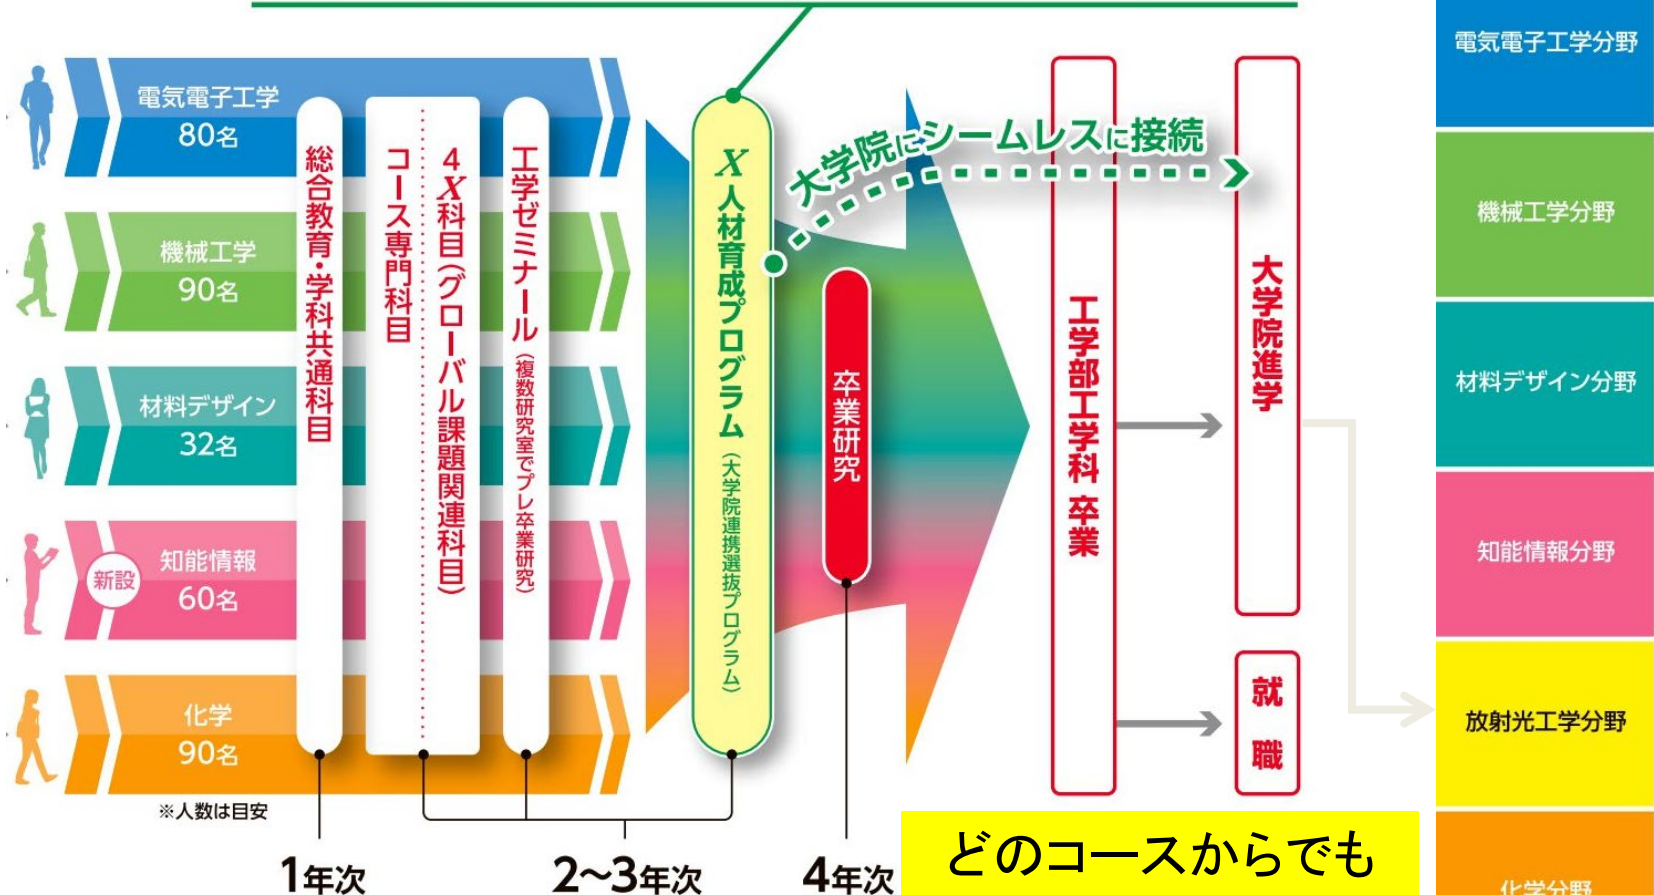 電気電子工学
80名
機械工学
90名
材料デザイン
32名
新設
知能情報
60名
化学
90名
※人数は目安
総合教育・学科共通科目
コース専門科目
4X科目(グローバル課題関連科目)
工学ゼミナール(複数研究室でプレ卒業研究)
X人材育成プログラム(大学院連携選抜プログラム)
大学院にシームレスに接続
卒業研究
工学部工学科 卒業
大学院進学
就職
1年次
2〜3年次
4年次
どのコースからでも
電気電子工学分野
機械工学分野
材料デザイン分野
知能情報分野
放射光工学分野
化学分野